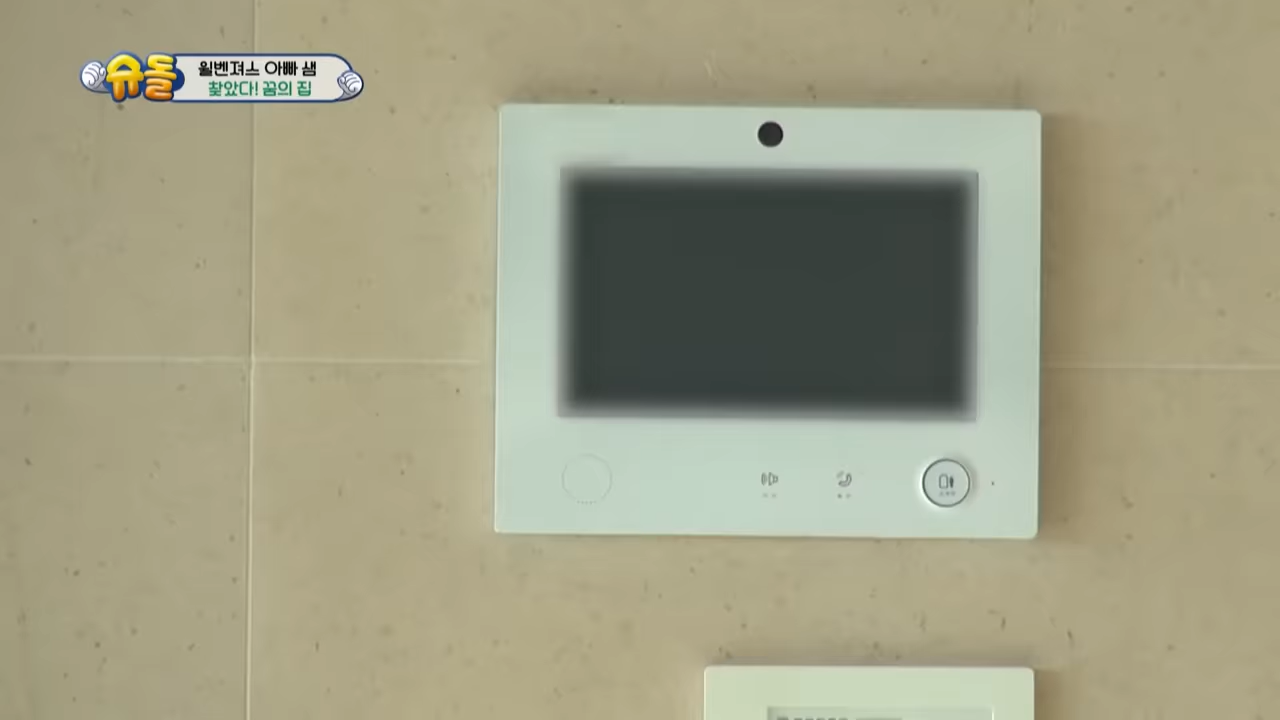 슈돌
윌벤져스 아빠 샘
찾았다! 꿈의 집